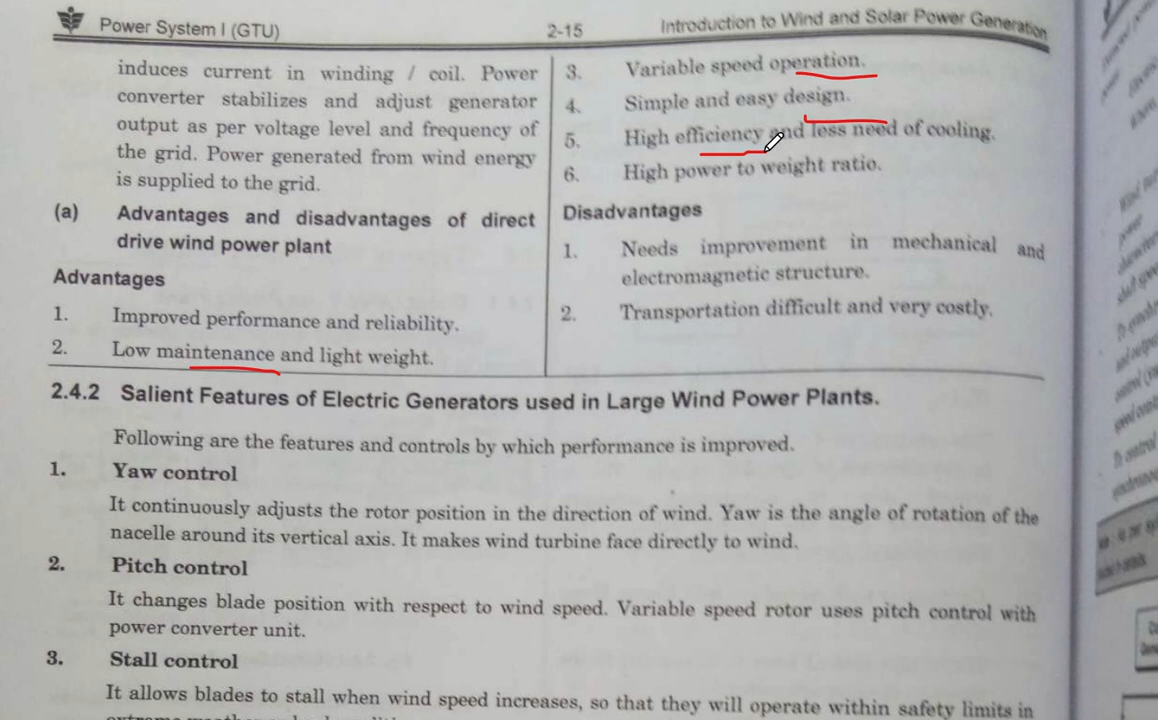 Power System I (GTU)
2-15
Introduction to Wind and Solar Power Generation
induces current in winding / coil. Power
converter stabilizes and adjust generator
output as per voltage level and frequency of
the grid. Power generated from wind energy
is supplied to the grid.
(a) Advantages and disadvantages of direct
drive wind power plant
Advantages
1. Improved performance and reliability.
2. Low maintenance and light weight.
3. Variable speed operation.
4. Simple and easy design.
5. High efficiency and less need of cooling.
6. High power to weight ratio.
Disadvantages
1. Needs improvement in mechanical and
electromagnetic structure.
2. Transportation difficult and very costly.
2.4.2 Salient Features of Electric Generators used in Large Wind Power Plants.
Following are the features and controls by which performance is improved.
1. Yaw control
It continuously adjusts the rotor position in the direction of wind. Yaw is the angle of rotation of the
nacelle around its vertical axis. It makes wind turbine face directly to wind.
2. Pitch control
It changes blade position with respect to wind speed. Variable speed rotor uses pitch control with
power converter unit.
3. Stall control
It allows blades to stall when wind speed increases, so that they will operate within safety limits in